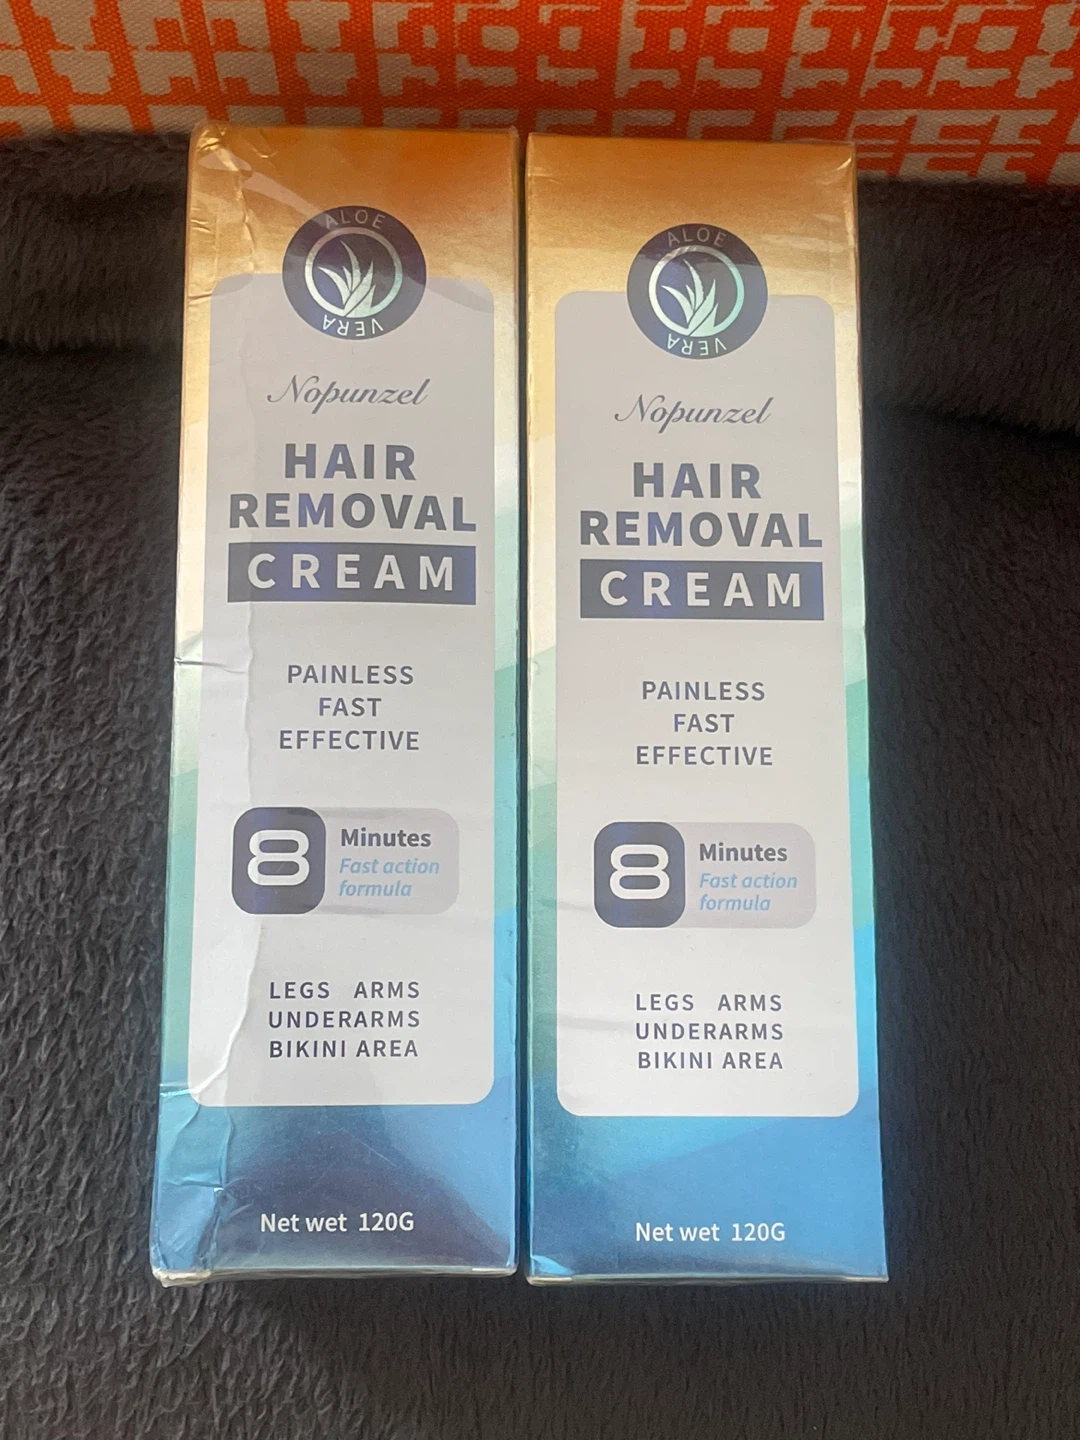 ALOE
VERA
Nopunzel
HAIR
REMOVAL
CREAM
PAINLESS
FAST
EFFECTIVE
8
Minutes
Fast action
formula
LEGS ARMS
UNDERARMS
BIKINI AREA
Net wet 120G
ALOE
VERA
Nopunzel
HAIR
REMOVAL
CREAM
PAINLESS
FAST
EFFECTIVE
8
Minutes
Fast action
formula
LEGS ARMS
UNDERARMS
BIKINI AREA
Net wet 120G